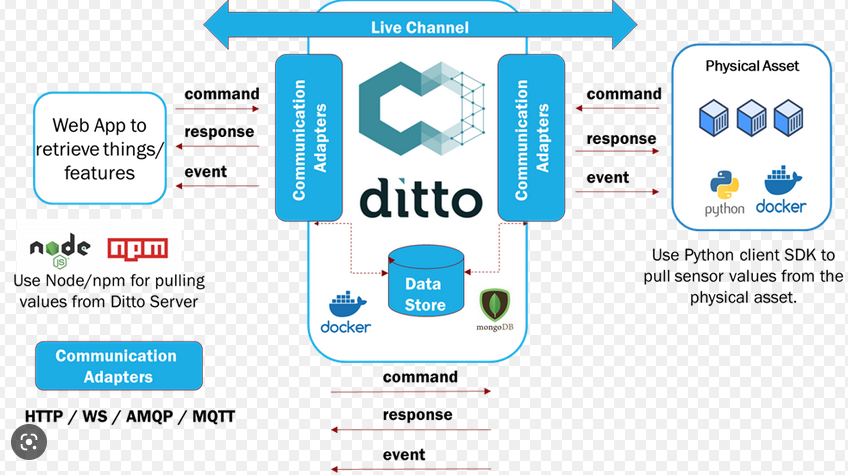 Live Channel
Physical Asset
command
response
event
Communication
Adapters
ditto
Communication
Adapters
command
response
event
Web App to
retrieve things/
features
python
docker
node
JS
npm
Use Node/npm for pulling
values from Ditto Server
Data
Store
docker
mongoDB
Use Python client SDK to
pull sensor values from the
physical asset.
Communication
Adapters
HTTP / WS / AMQP / MQTT
command
response
event